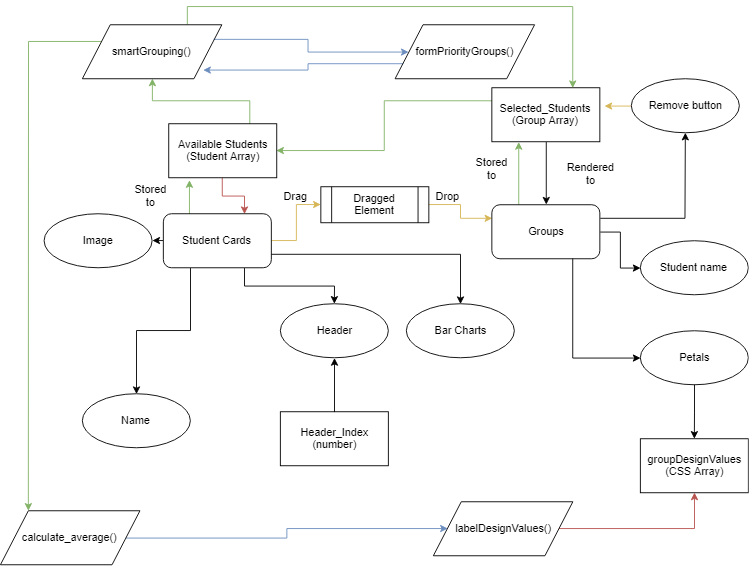 smartGrouping()
formPriorityGroups()
Selected_Students
(Group Array)
Remove button
Available Students
(Student Array)
Stored
to
Rendered
to
Stored
to
Drag
Dragged
Element
Drop
Image
Student Cards
Groups
Student name
Header
Bar Charts
Petals
Name
Header_Index
(number)
groupDesignValues
(CSS Array)
calculate_average()
labelDesignValues()